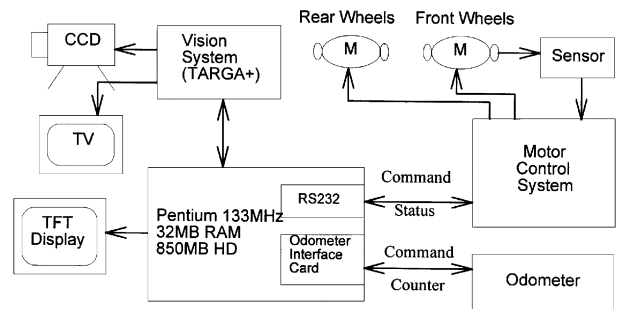 Rear Wheels
Front Wheels
CCD
Vision
System
(TARGA+)
M
M
Sensor
TV
Motor
Control
System
Command
RS232
Status
Pentium 133MHz
32MB RAM
850MB HD
TFT
Display
Odometer
Interface
Card
Command
Counter
Odometer